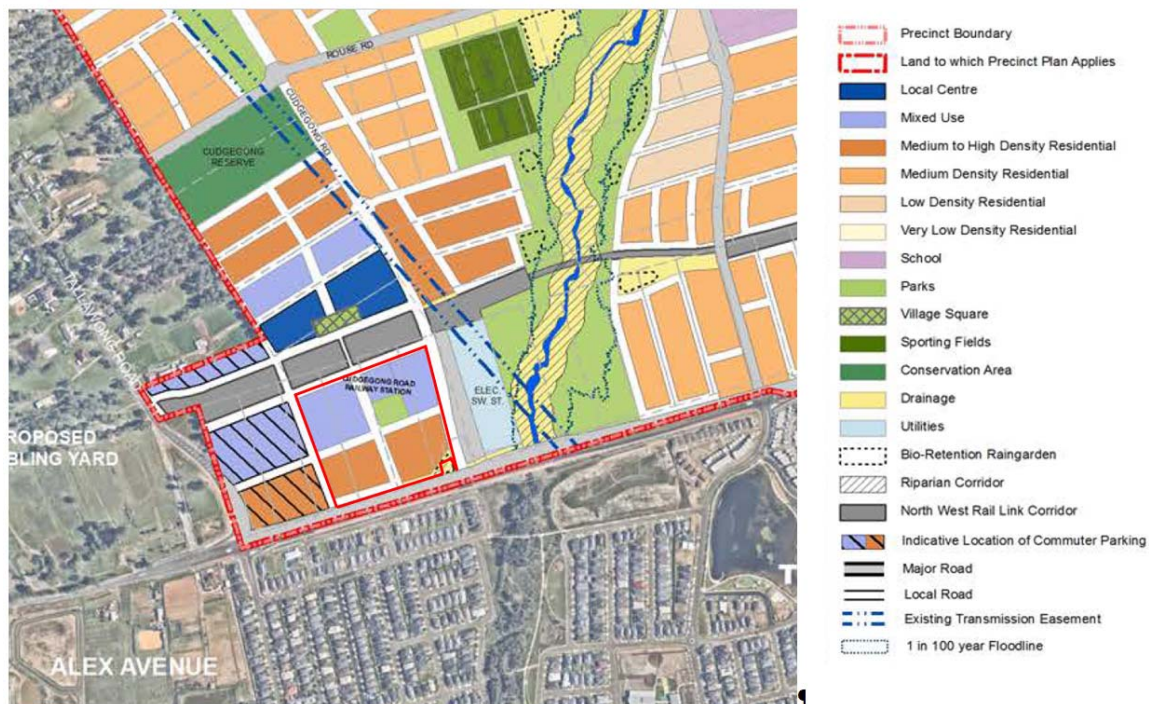 ROUSE RD
CUDGEGONG RD
CUDGEGONG
RESERVE
TALLAWONG ROAD
CUDGEGONG ROAD
RAILWAY STATION
ELEC.
SW. ST.
ROPOSED
BLING YARD
ALEX AVENUE
T
Precinct Boundary
Land to which Precinct Plan Applies
Local Centre
Mixed Use
Medium to High Density Residential
Medium Density Residential
Low Density Residential
Very Low Density Residential
School
Parks
Village Square
Sporting Fields
Conservation Area
Drainage
Utilities
Bio-Retention Raingarden
Riparian Corridor
North West Rail Link Corridor
Indicative Location of Commuter Parking
Major Road
Local Road
Existing Transmission Easement
1 in 100 year Floodline